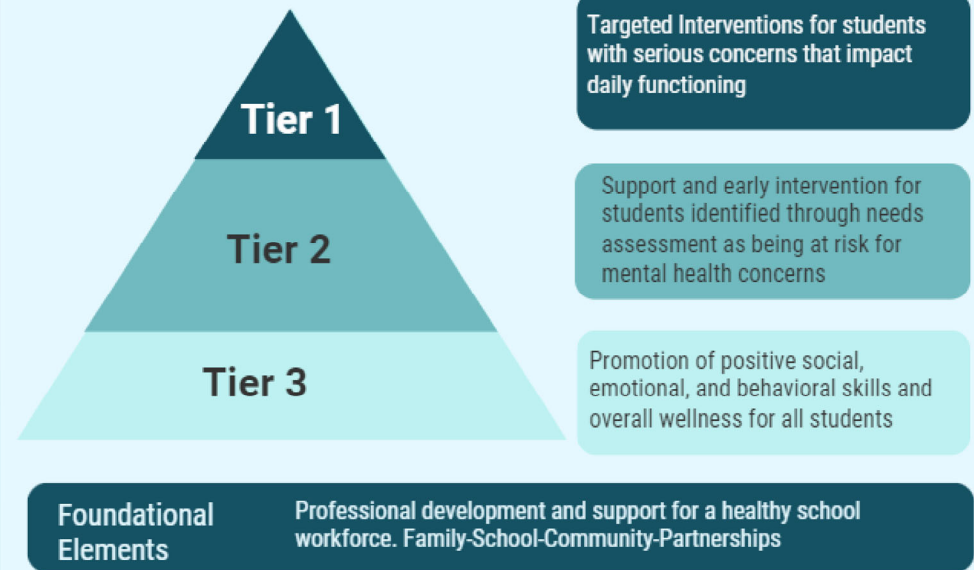 Targeted Interventions for students
with serious concerns that impact
daily functioning
Tier 1
Support and early intervention for
students identified through needs
assessment as being at risk for
mental health concerns
Tier 2
Promotion of positive social,
emotional, and behavioral skills and
overall wellness for all students
Tier 3
Foundational
Elements
Professional development and support for a healthy school
workforce. Family-School-Community-Partnerships